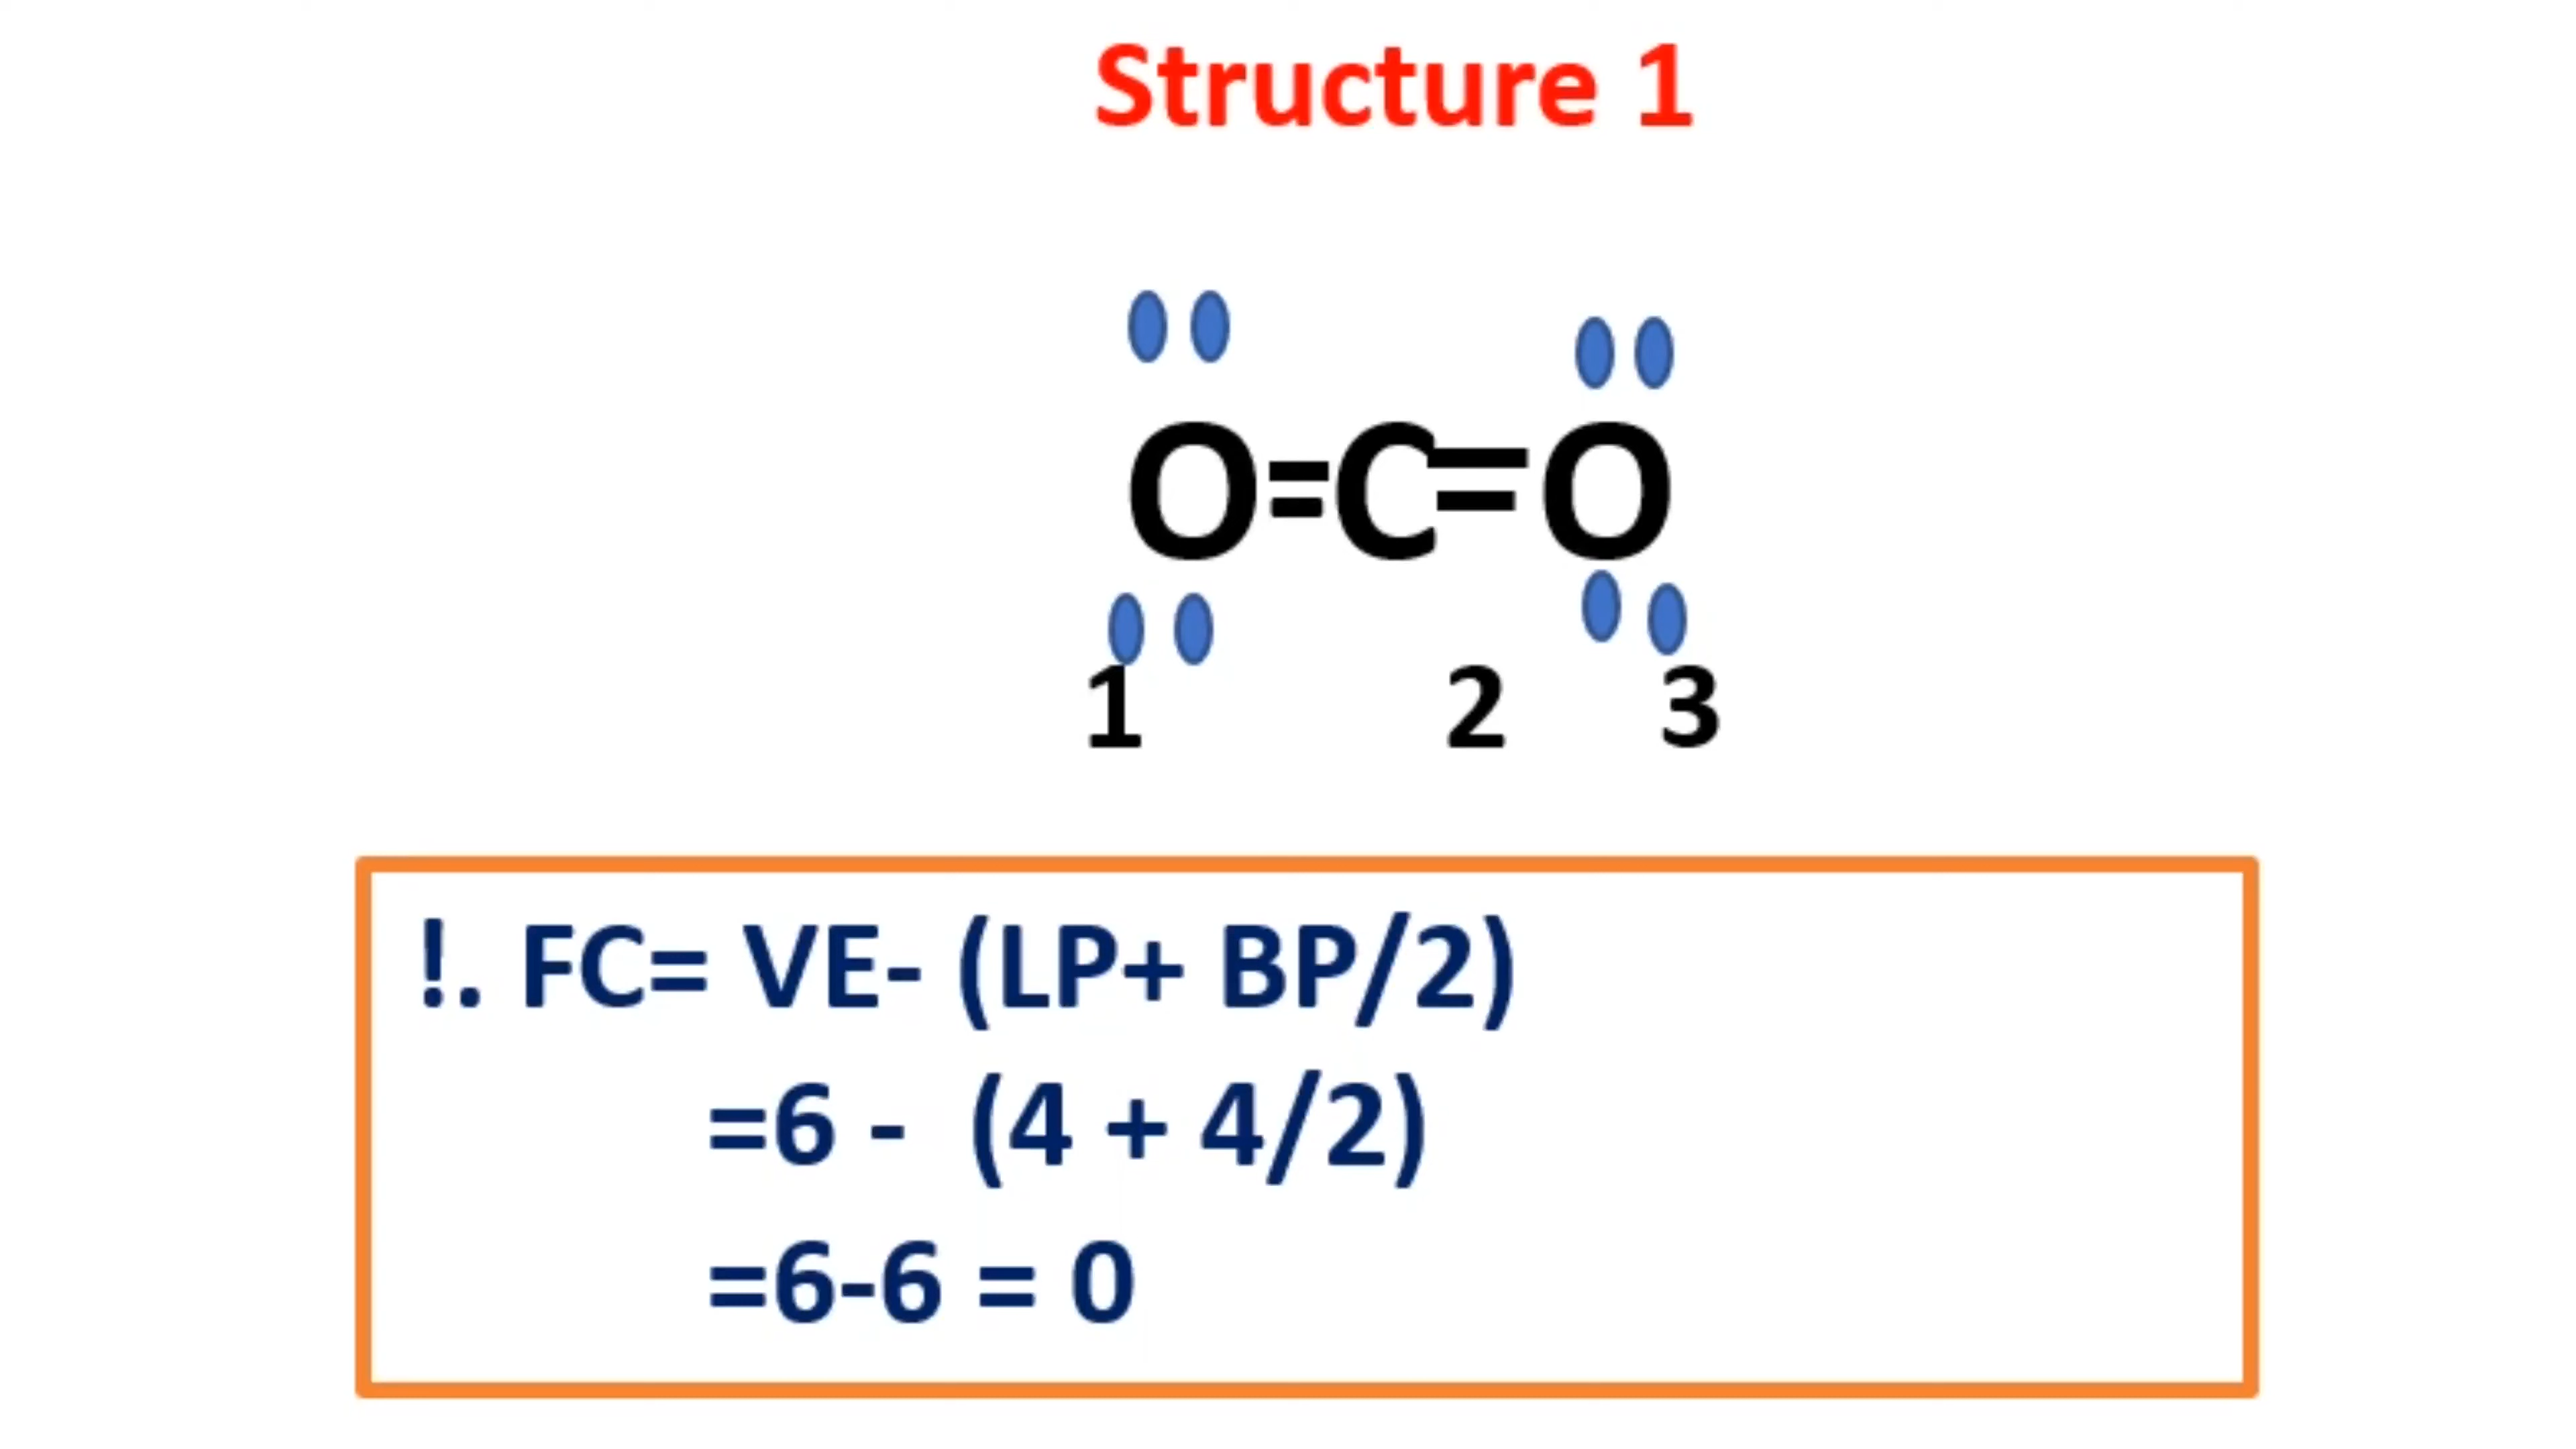 Structure 1
O=C=O
1 2 3
!. FC= VE- (LP+ BP/2)
=6 - (4 + 4/2)
=6-6 = 0